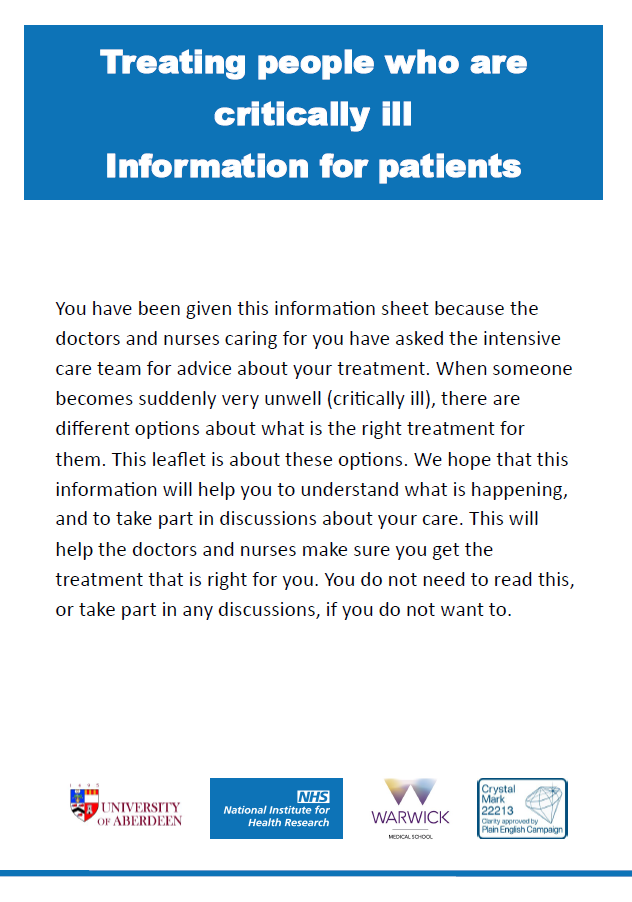 Treating people who are
critically ill
Information for patients
You have been given this information sheet because the
doctors and nurses caring for you have asked the intensive
care team for advice about your treatment. When someone
becomes suddenly very unwell (critically ill), there are
different options about what is the right treatment for
them. This leaflet is about these options. We hope that this
information will help you to understand what is happening,
and to take part in discussions about your care. This will
help the doctors and nurses make sure you get the
treatment that is right for you. You do not need to read this,
or take part in any discussions, if you do not want to.
1495
UNIVERSITY
OF ABERDEEN
NHS
National Institute for
Health Research
WARWICK
MEDICAL SCHOOL
Crystal
Mark
22213
Clarity approved by
Plain English Campaign